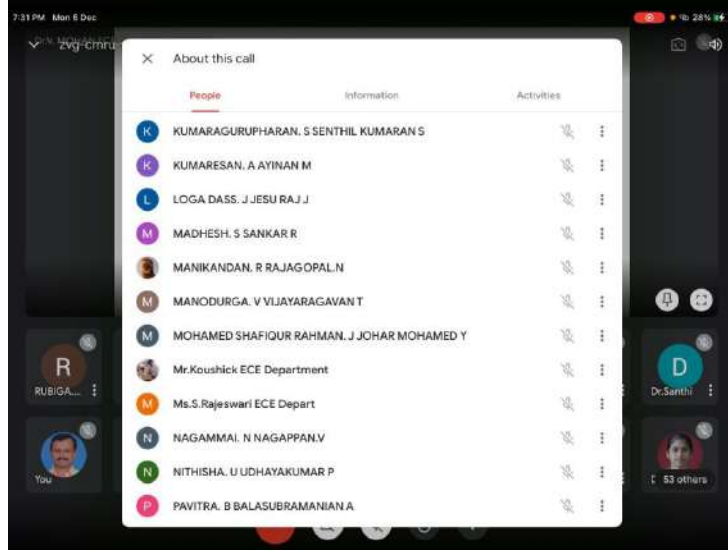 7:31 PM Mon 6 Dec
28%
zvg-cmru
About this call
People
Information
Activities
K
KUMARAGURUPHARAN. S SENTHIL KUMARAN S
K
KUMARESAN. A AYINAN M
L
LOGA DASS. J JESU RAJ J
M
MADHESH. S SANKAR R
MANIKANDAN. R RAJAGOPAL.N
M
MANODURGA. V VIJAYARAGAVAN T
M
MOHAMED SHAFIQUR RAHMAN. J JOHAR MOHAMED Y
Mr.Koushick ECE Department
M
Ms.S.Rajeswari ECE Depart
N
NAGAMMAI. N NAGAPPAN.V
N
NITHISHA. U UDHAYAKUMAR P
P
PAVITRA. B BALASUBRAMANIAN A
R
RUBIGA....
You
D
Dr.Santhi
53 others